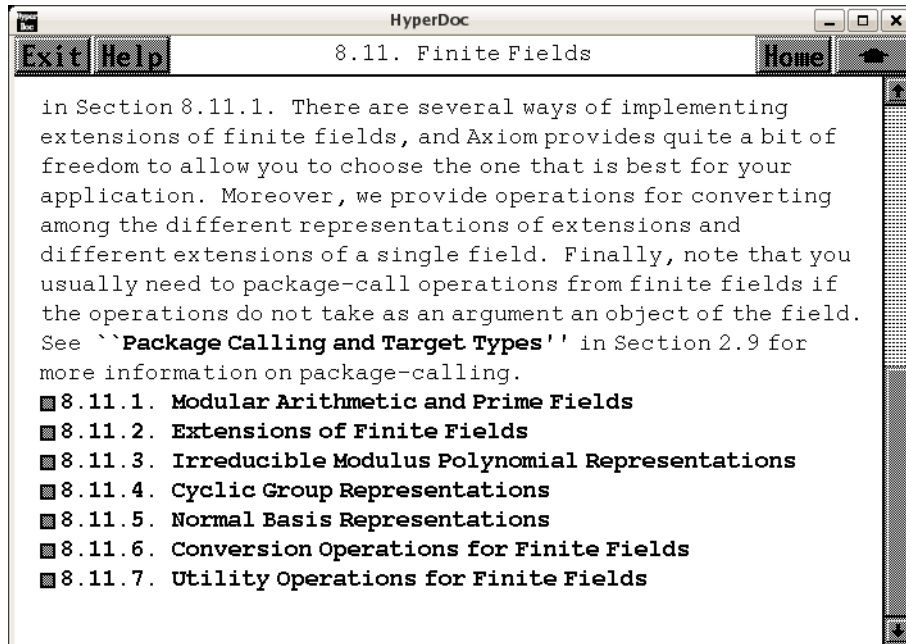 Hyper Doc HyperDoc
Exit Help 8.11. Finite Fields Home
in Section 8.11.1. There are several ways of implementing
extensions of finite fields, and Axiom provides quite a bit of
freedom to allow you to choose the one that is best for your
application. Moreover, we provide operations for converting
among the different representations of extensions and
different extensions of a single field. Finally, note that you
usually need to package-call operations from finite fields if
the operations do not take as an argument an object of the field.
See ``Package Calling and Target Types'' in Section 2.9 for
more information on package-calling.
8.11.1. Modular Arithmetic and Prime Fields
8.11.2. Extensions of Finite Fields
8.11.3. Irreducible Modulus Polynomial Representations
8.11.4. Cyclic Group Representations
8.11.5. Normal Basis Representations
8.11.6. Conversion Operations for Finite Fields
8.11.7. Utility Operations for Finite Fields